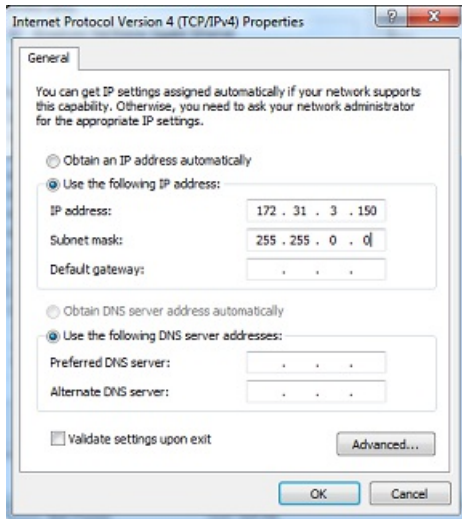 Internet Protocol Version 4 (TCP/IPv4) Properties
General
You can get IP settings assigned automatically if your network supports
this capability. Otherwise, you need to ask your network administrator
for the appropriate IP settings.
Obtain an IP address automatically
Use the following IP address:
IP address: 172 . 31 . 3 . 150
Subnet mask: 255 . 255 . 0 . 0
Default gateway: . . .
Obtain DNS server address automatically
Use the following DNS server addresses:
Preferred DNS server: . . .
Alternate DNS server: . . .
Validate settings upon exit
Advanced...
OK Cancel